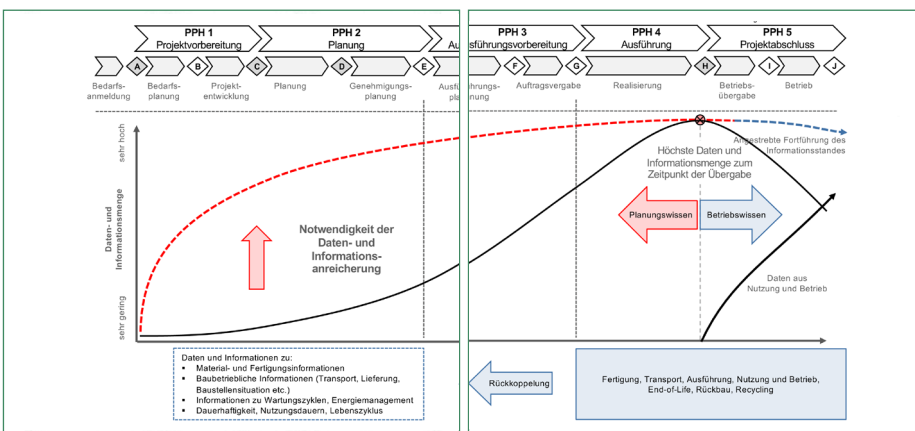 PPH 1
Projektvorbereitung
PPH 2
Planung
PPH 3
Ausführungsvorbereitung
PPH 4
Ausführung
PPH 5
Projektabschluss
A
B
C
D
E
F
G
H
I
J
Bedarfs-
anmeldung
Bedarfs-
planung
Projekt-
entwicklung
Planung
Genehmigungs-
planung
Auftragsvergabe
Realisierung
Betriebs-
übergabe
Betrieb
sehr hoch
Daten- und
Informationsmenge
sehr gering
Notwendigkeit der
Daten- und
Informations-
anreicherung
Höchste Daten und
Informationsmenge zum
Zeitpunkt der Übergabe
Angestrebte Fortführung des
Informationsstandes
Planungswissen
Betriebswissen
Daten aus
Nutzung und Betrieb
Daten und Informationen zu:
▪ Material- und Fertigungsinformationen
▪ Baubetriebliche Informationen (Transport, Lieferung,
Baustellensituation etc.)
▪ Informationen zu Wartungszyklen, Energiemanagement
▪ Dauerhaftigkeit, Nutzungsdauern, Lebenszyklus
Rückkoppelung
Fertigung, Transport, Ausführung, Nutzung und Betrieb,
End-of-Life, Rückbau, Recycling